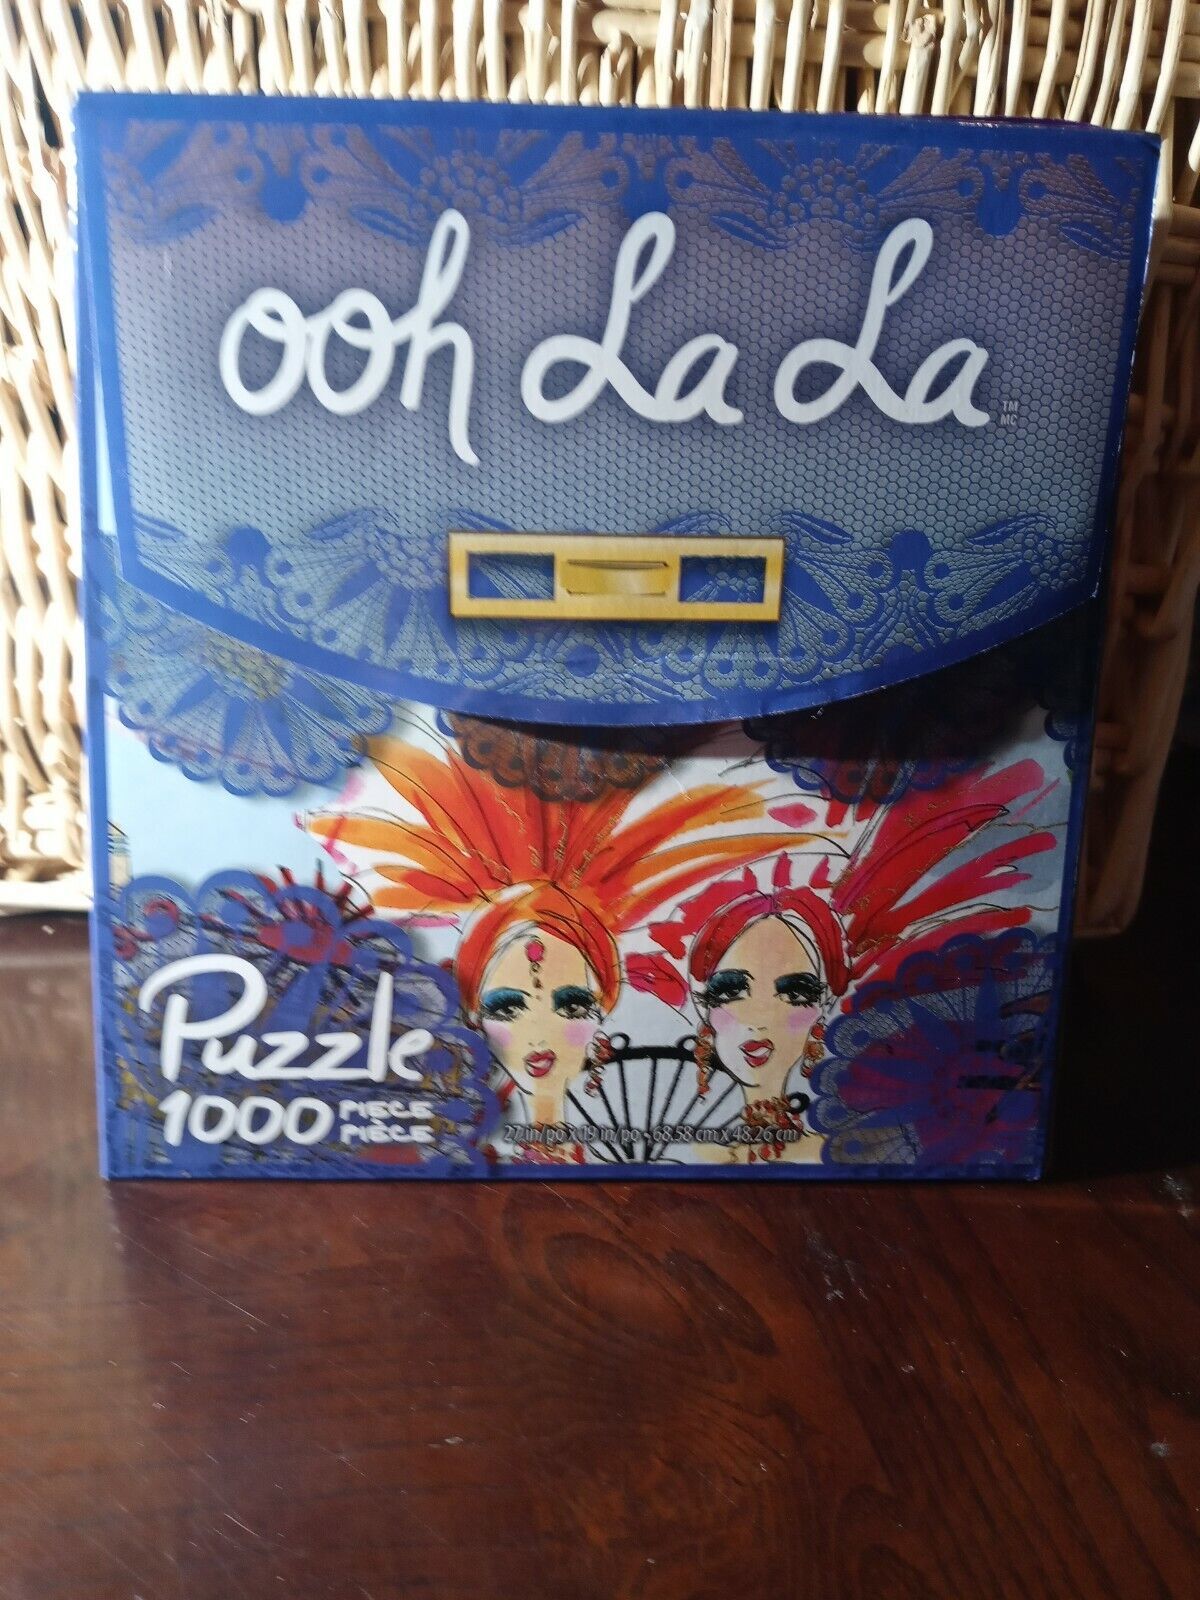 ooh La La
TM
MC
Puzzle
1000 PIECE
PIÈCE
27 in/po x 19 in/po - 68.58 cm x 48.26 cm